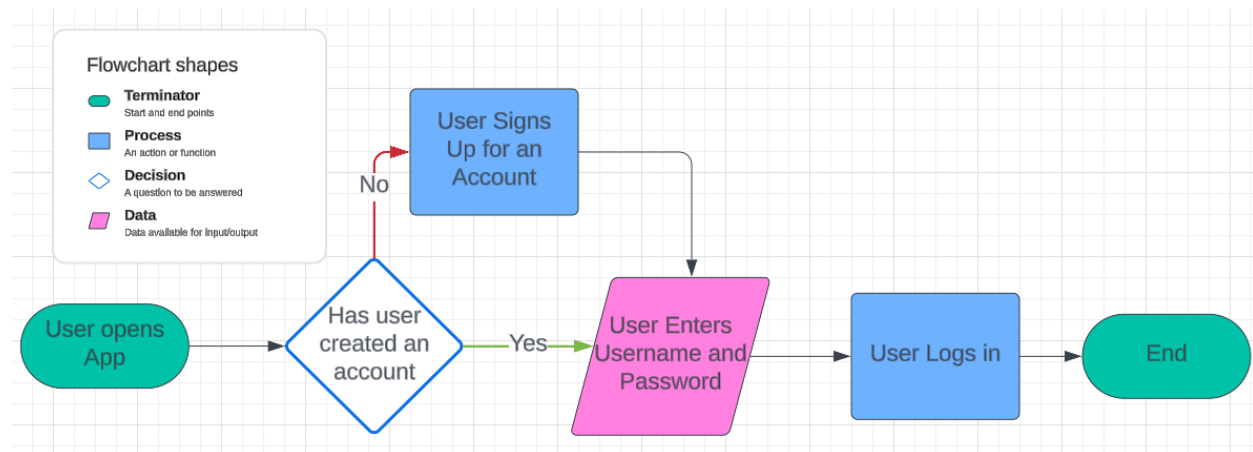 Flowchart shapes
Terminator
Start and end points
Process
An action or function
Decision
A question to be answered
Data
Data available for input/output
User Signs
Up for an
Account
No
User opens
App
Has user
created an
account
Yes
User Enters
Username and
Password
User Logs in
End